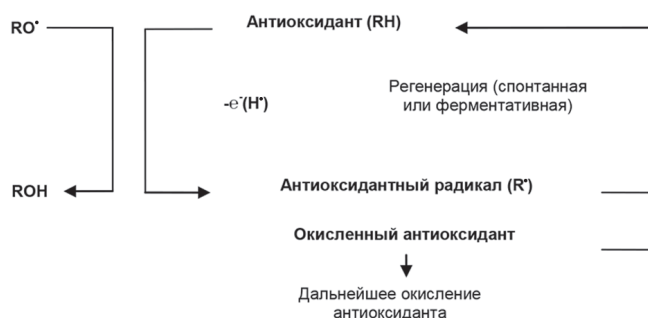 RO•
Антиоксидант (RH)
Регенерация (спонтанная
или ферментативная)
-e⁻(H•)
ROH
Антиоксидантный радикал (R•)
Окисленный антиоксидант
Дальнейшее окисление
антиоксиданта